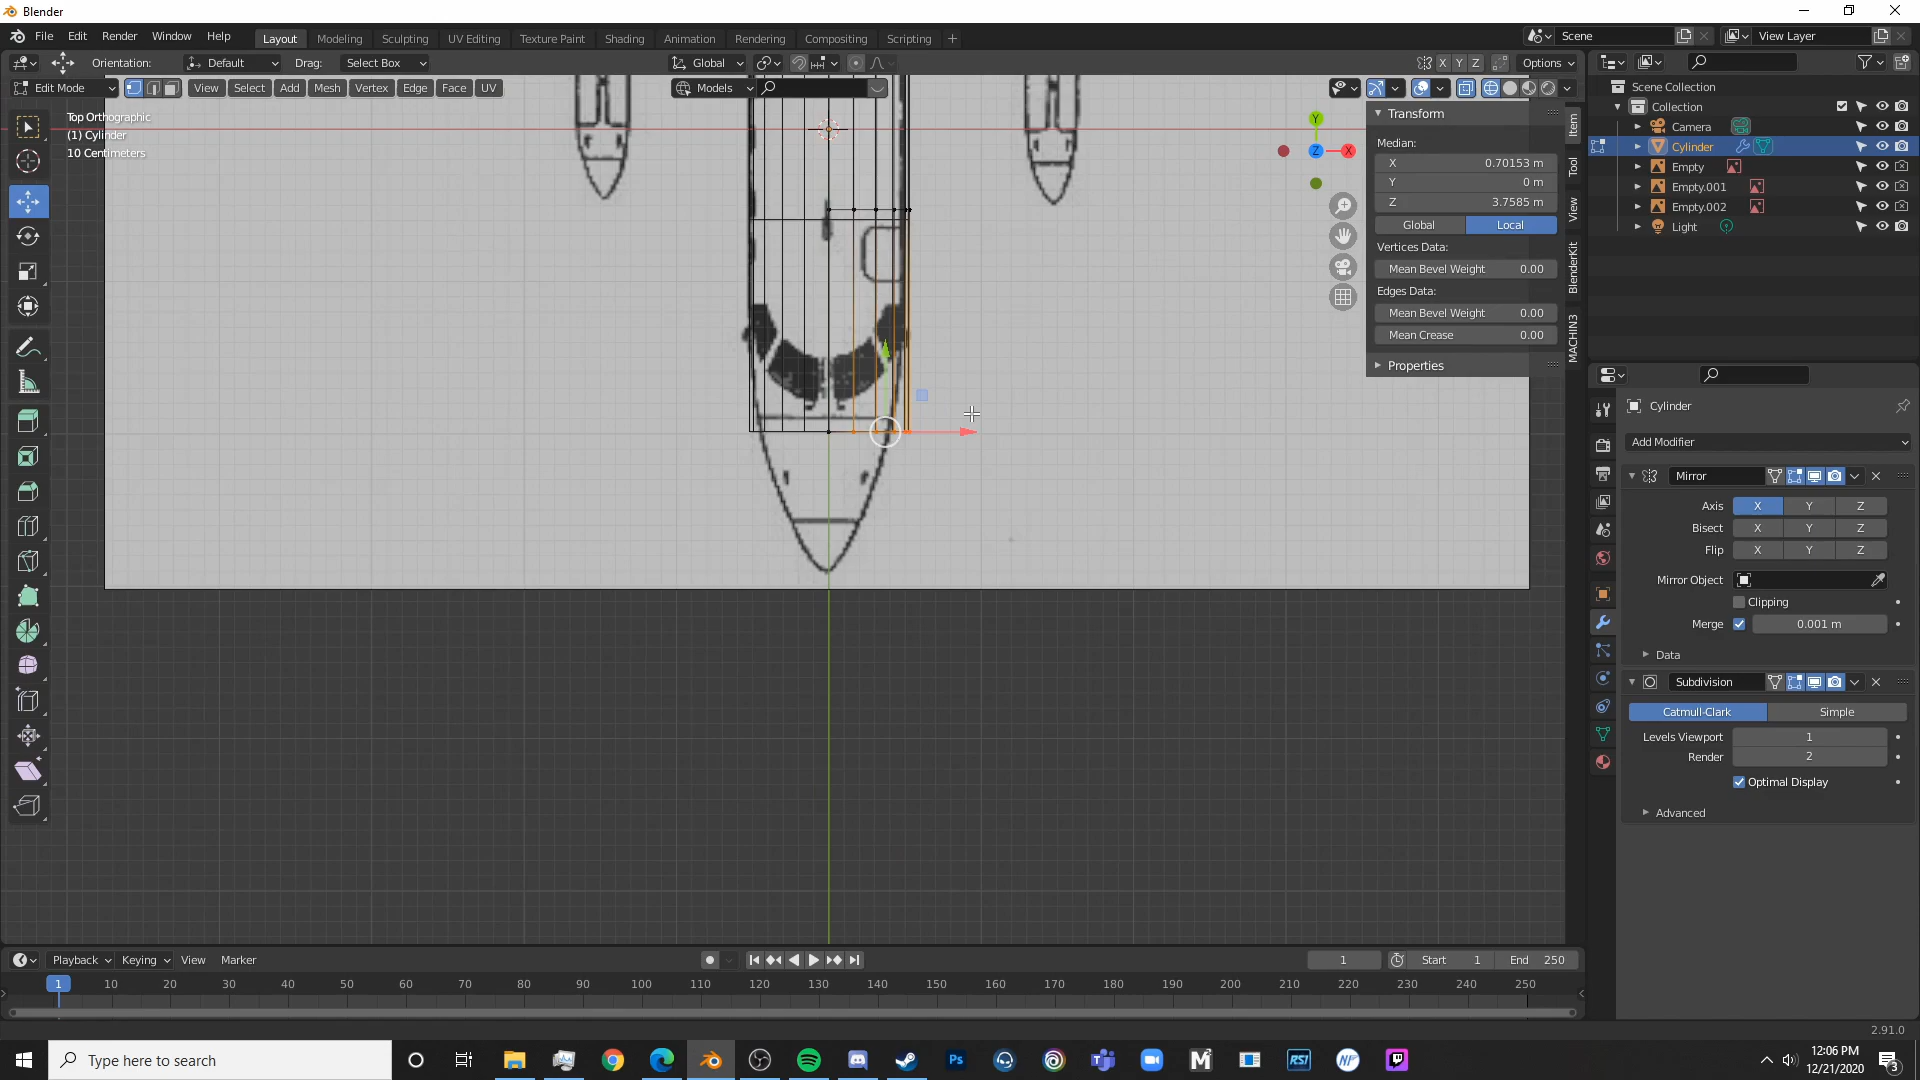 Blender
File Edit Render Window Help Layout Modeling Sculpting UV Editing Texture Paint Shading Animation Rendering Compositing Scripting + Scene View Layer
Orientation: Default Drag: Select Box Global X Y Z Options
Edit Mode View Select Add Mesh Vertex Edge Face UV Models
Top Orthographic
(1) Cylinder
10 Centimeters
Y
Z
X
Transform
Median:
X 0.70153 m
Y 0 m
Z 3.7585 m
Global Local
Vertices Data:
Mean Bevel Weight 0.00
Edges Data:
Mean Bevel Weight 0.00
Mean Crease 0.00
Properties
Item
Tool
View
BlenderKit
MACHIN3
Scene Collection
Collection
Camera
Cylinder
Empty
Empty.001
Empty.002
Light
Cylinder
Add Modifier
Mirror
Axis X Y Z
Bisect X Y Z
Flip X Y Z
Mirror Object
Clipping
Merge 0.001 m
Data
Subdivision
Catmull-Clark Simple
Levels Viewport 1
Render 2
Optimal Display
Advanced
Playback Keying View Marker 1 Start 1 End 250
1 10 20 30 40 50 60 70 80 90 100 110 120 130 140 150 160 170 180 190 200 210 220 230 240 250
2.91.0
Type here to search
Ps
M
RSI
NF
12:06 PM
12/21/2020
3